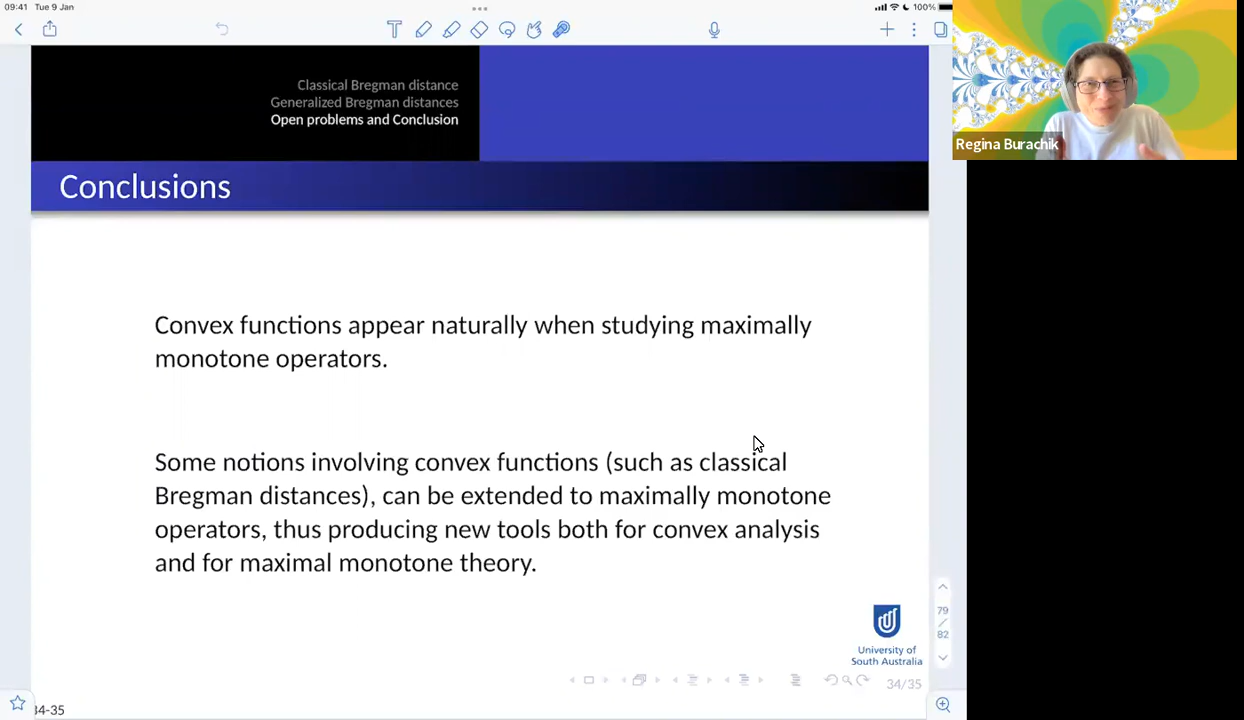 09:41 Tue 9 Jan
100%
Classical Bregman distance
Generalized Bregman distances
Open problems and Conclusion
Regina Burachik
Conclusions
Convex functions appear naturally when studying maximally
monotone operators.
Some notions involving convex functions (such as classical
Bregman distances), can be extended to maximally monotone
operators, thus producing new tools both for convex analysis
and for maximal monotone theory.
79
/
82
University of
South Australia
34/35
34-35